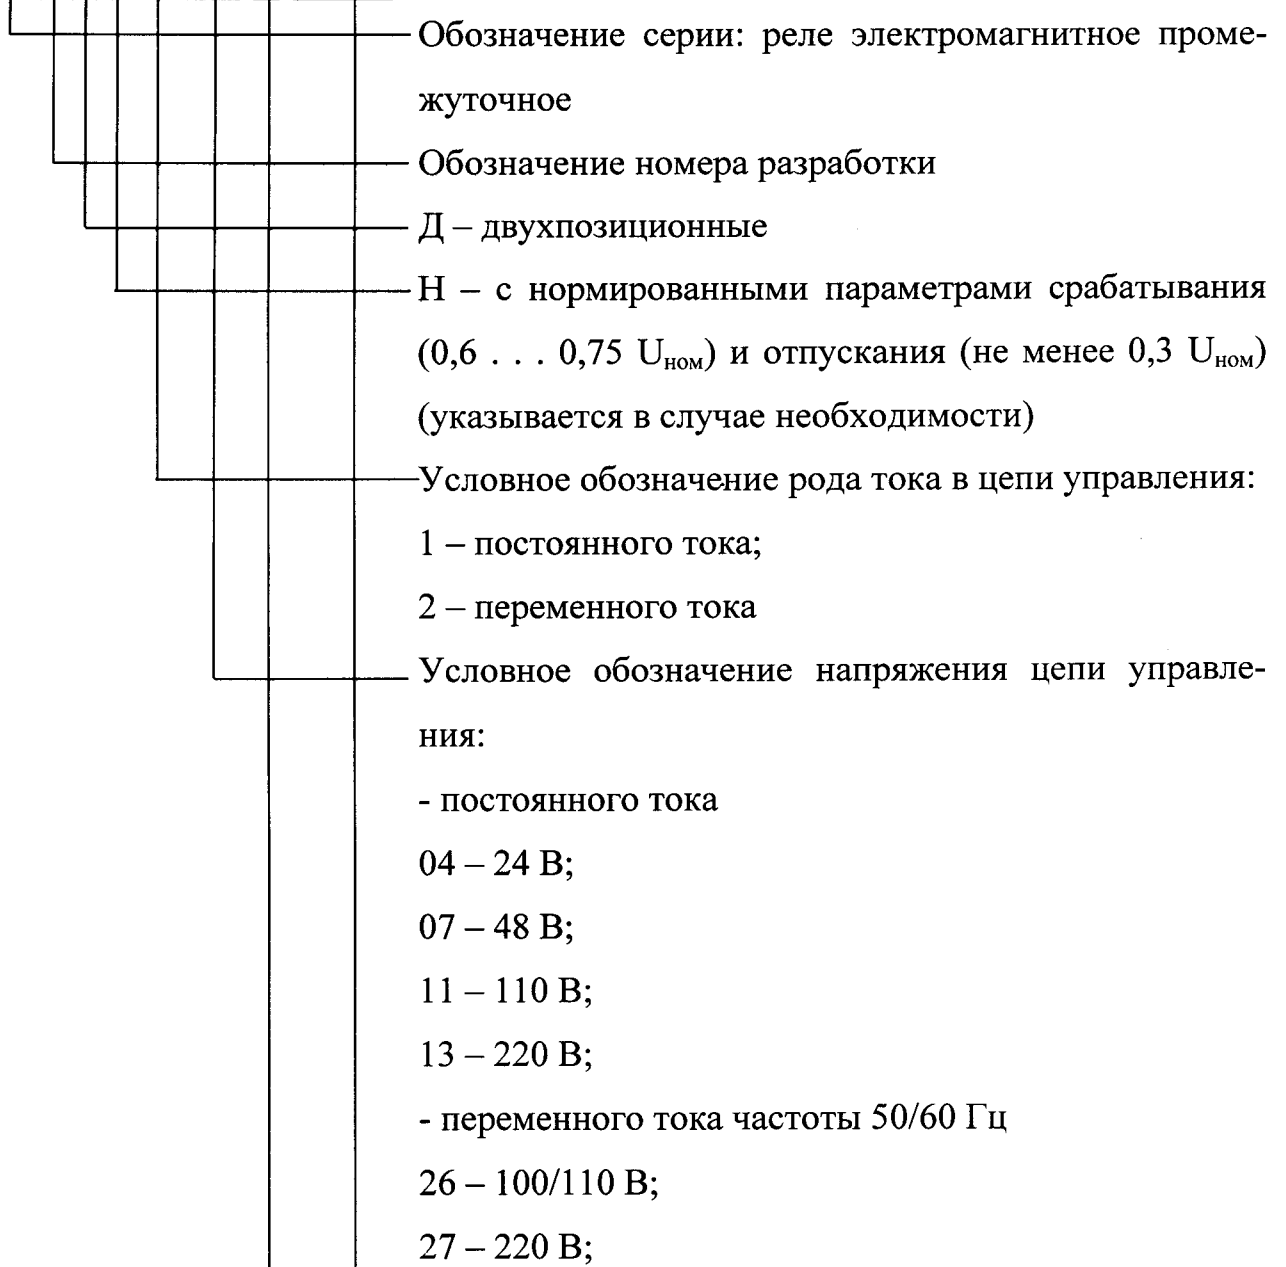 Обозначение серии: реле электромагнитное проме-
жуточное
Обозначение номера разработки
Д – двухпозиционные
Н – с нормированными параметрами срабатывания
(0,6 . . . 0,75 Uном) и отпускания (не менее 0,3 Uном)
(указывается в случае необходимости)
Условное обозначение рода тока в цепи управления:
1 – постоянного тока;
2 – переменного тока
Условное обозначение напряжения цепи управле-
ния:
- постоянного тока
04 – 24 В;
07 – 48 В;
11 – 110 В;
13 – 220 В;
- переменного тока частоты 50/60 Гц
26 – 100/110 В;
27 – 220 В;